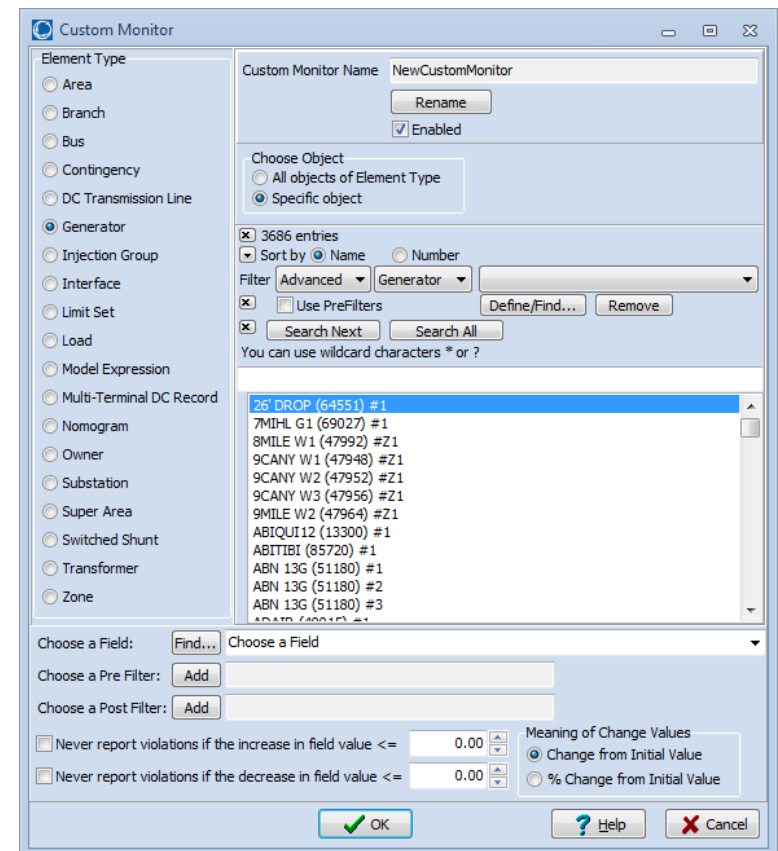 Custom Monitor
Element Type
Area
Branch
Bus
Contingency
DC Transmission Line
Generator
Injection Group
Interface
Limit Set
Load
Model Expression
Multi-Terminal DC Record
Nomogram
Owner
Substation
Super Area
Switched Shunt
Transformer
Zone
Custom Monitor Name NewCustomMonitor
Rename
Enabled
Choose Object
All objects of Element Type
Specific object
3686 entries
Sort by Name Number
Filter Advanced Generator
Use PreFilters Define/Find... Remove
Search Next Search All
You can use wildcard characters * or ?
26' DROP (64551) #1
7MIHL G1 (69027) #1
8MILE W1 (47992) #Z1
9CANY W1 (47948) #Z1
9CANY W2 (47952) #Z1
9CANY W3 (47956) #Z1
9MILE W2 (47964) #Z1
ABIQUI12 (13300) #1
ABITIBI (85720) #1
ABN 13G (51180) #1
ABN 13G (51180) #2
ABN 13G (51180) #3
Choose a Field: Find... Choose a Field
Choose a Pre Filter: Add
Choose a Post Filter: Add
Never report violations if the increase in field value <= 0.00
Never report violations if the decrease in field value <= 0.00
Meaning of Change Values
Change from Initial Value
% Change from Initial Value
OK Help Cancel